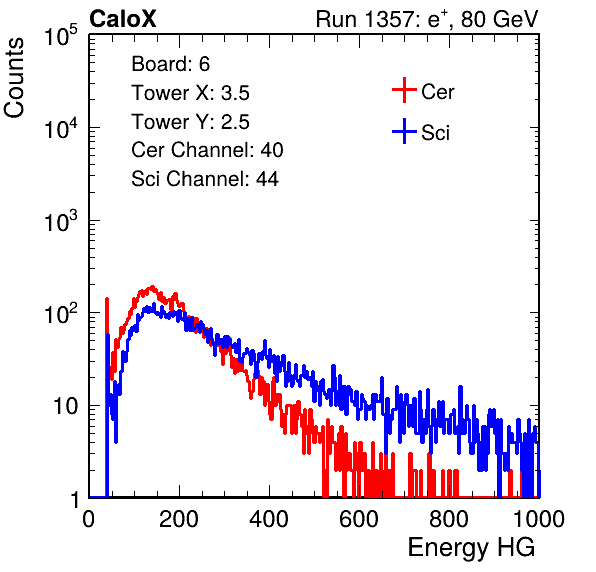 CaloX Run 1357: e⁺, 80 GeV
Counts
10⁵
10⁴
10³
10²
10
1
Board: 6
Tower X: 3.5
Tower Y: 2.5
Cer Channel: 40
Sci Channel: 44
Cer
Sci
0 200 400 600 800 1000
Energy HG